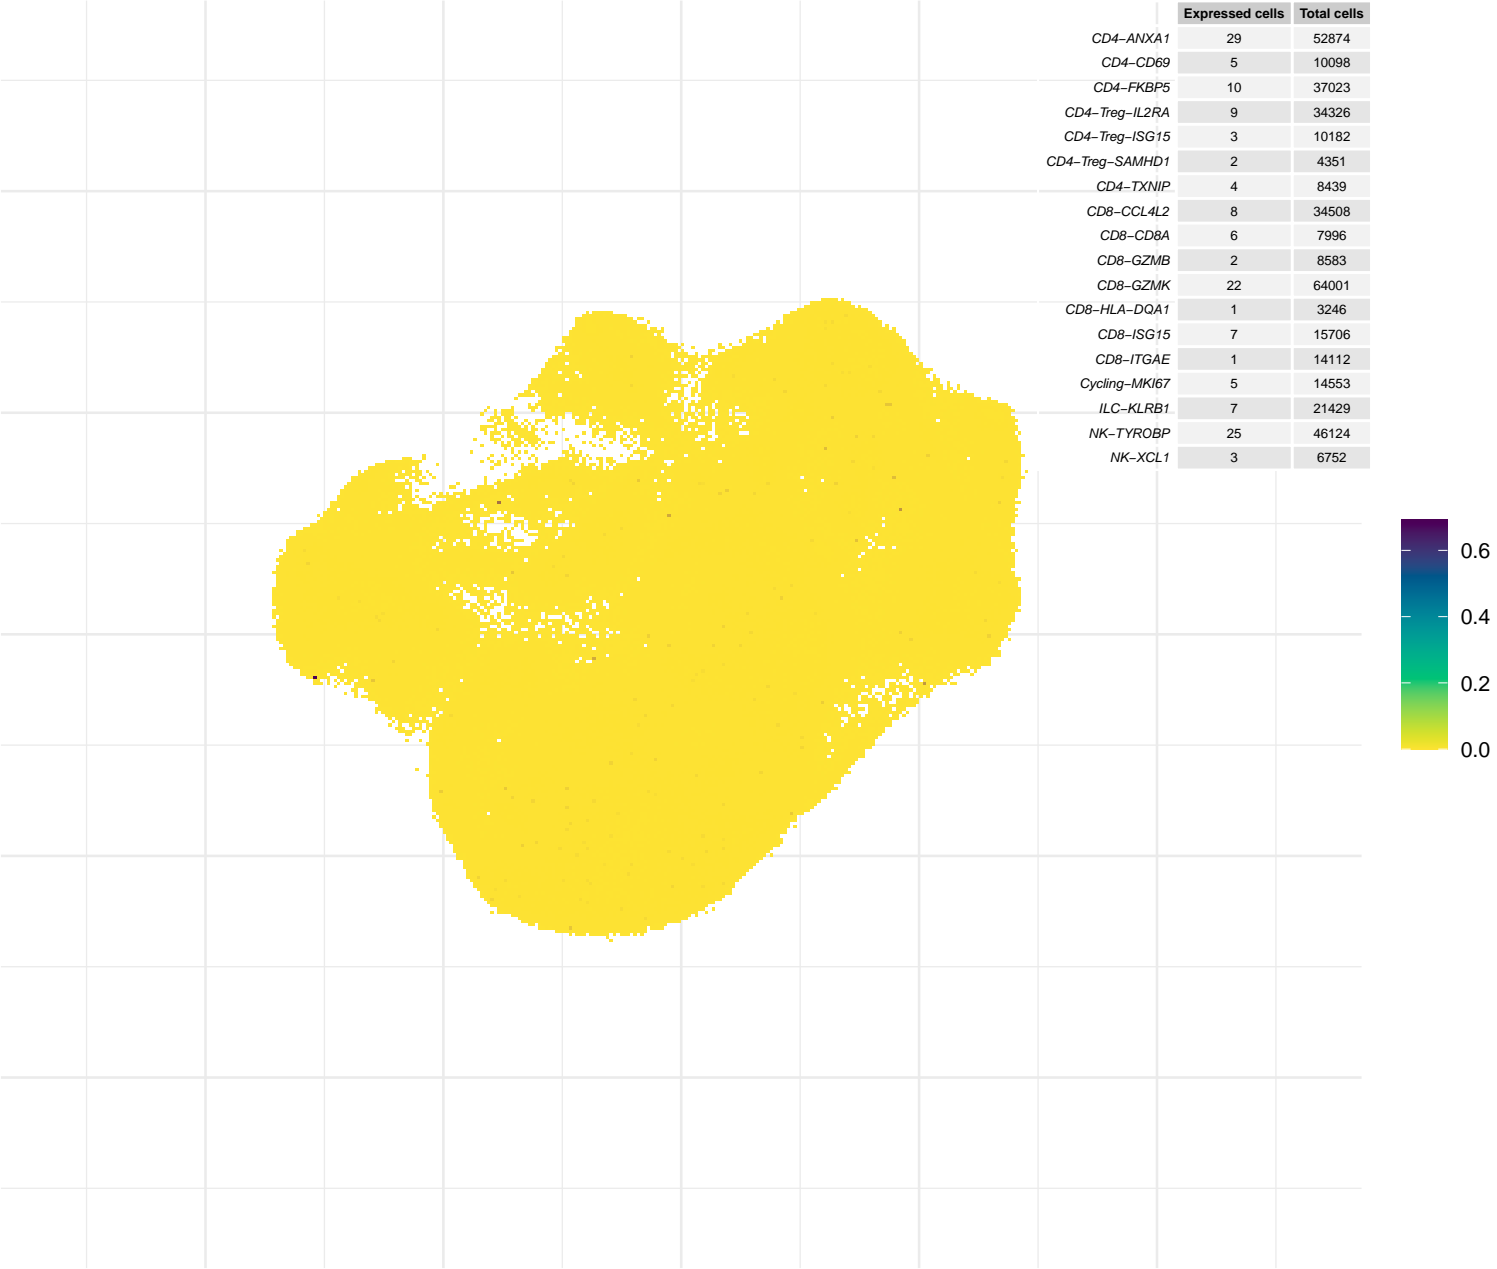 Expressed cells Total cells
CD4−ANXA1 29 52874
CD4−CD69 5 10098
CD4−FKBP5 10 37023
CD4−Treg−IL2RA 9 34326
CD4−Treg−ISG15 3 10182
CD4−Treg−SAMHD1 2 4351
CD4−TXNIP 4 8439
CD8−CCL4L2 8 34508
CD8−CD8A 6 7996
CD8−GZMB 2 8583
CD8−GZMK 22 64001
CD8−HLA−DQA1 1 3246
CD8−ISG15 7 15706
CD8−ITGAE 1 14112
Cycling−MKI67 5 14553
ILC−KLRB1 7 21429
NK−TYROBP 25 46124
NK−XCL1 3 6752
0.6
0.4
0.2
0.0